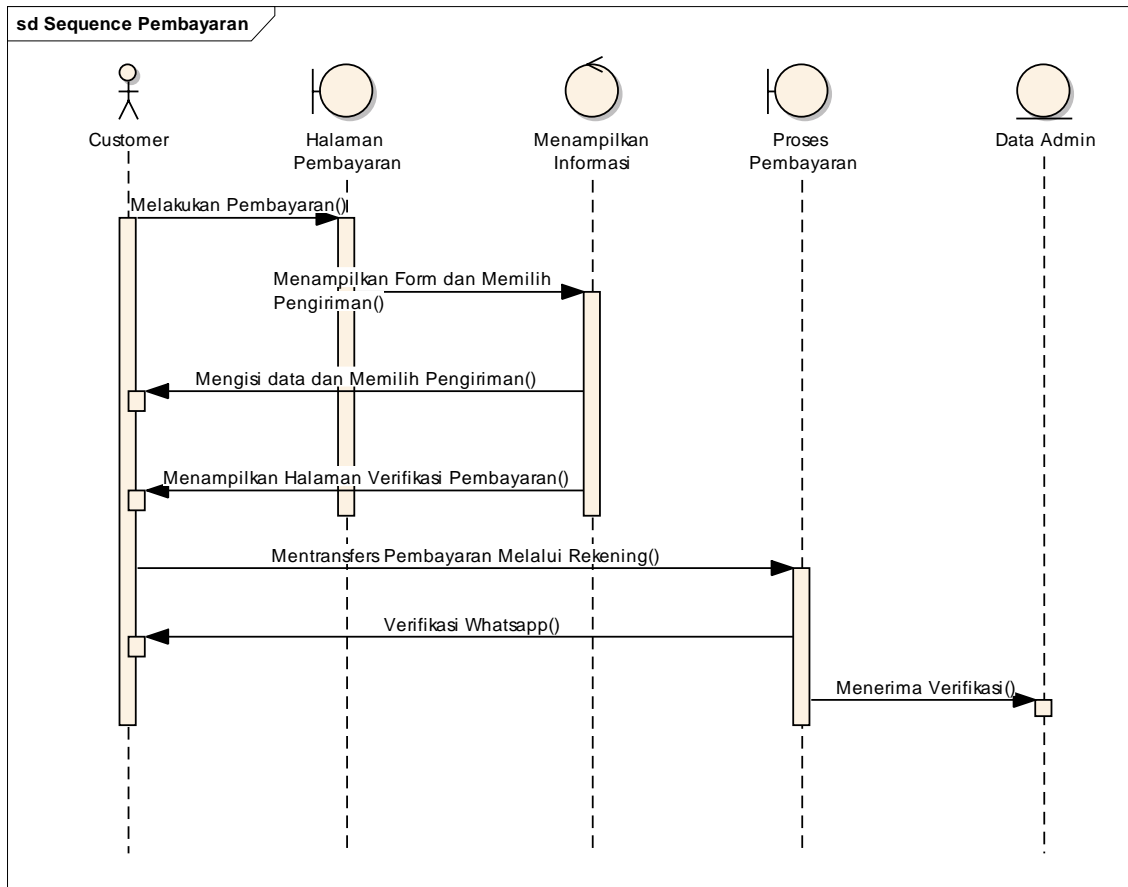 sd Sequence Pembayaran
Customer
Halaman
Pembayaran
Menampilkan
Informasi
Proses
Pembayaran
Data Admin
Melakukan Pembayaran()
Menampilkan Form dan Memilih
Pengiriman()
Mengisi data dan Memilih Pengiriman()
Menampilkan Halaman Verifikasi Pembayaran()
Mentransfers Pembayaran Melalui Rekening()
Verifikasi Whatsapp()
Menerima Verifikasi()